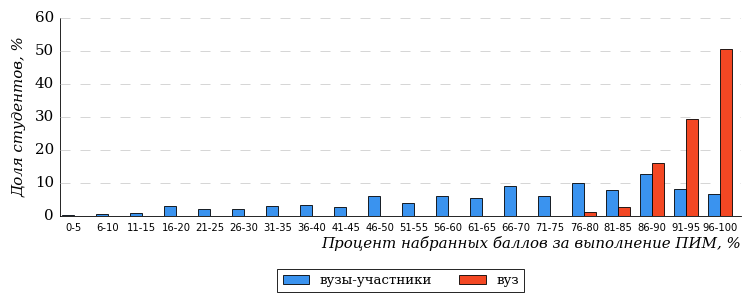 Доля студентов, %
60
50
40
30
20
10
0
0-5 6-10 11-15 16-20 21-25 26-30 31-35 36-40 41-45 46-50 51-55 56-60 61-65 66-70 71-75 76-80 81-85 86-90 91-95 96-100
Процент набранных баллов за выполнение ПИМ, %
вузы-участники вуз